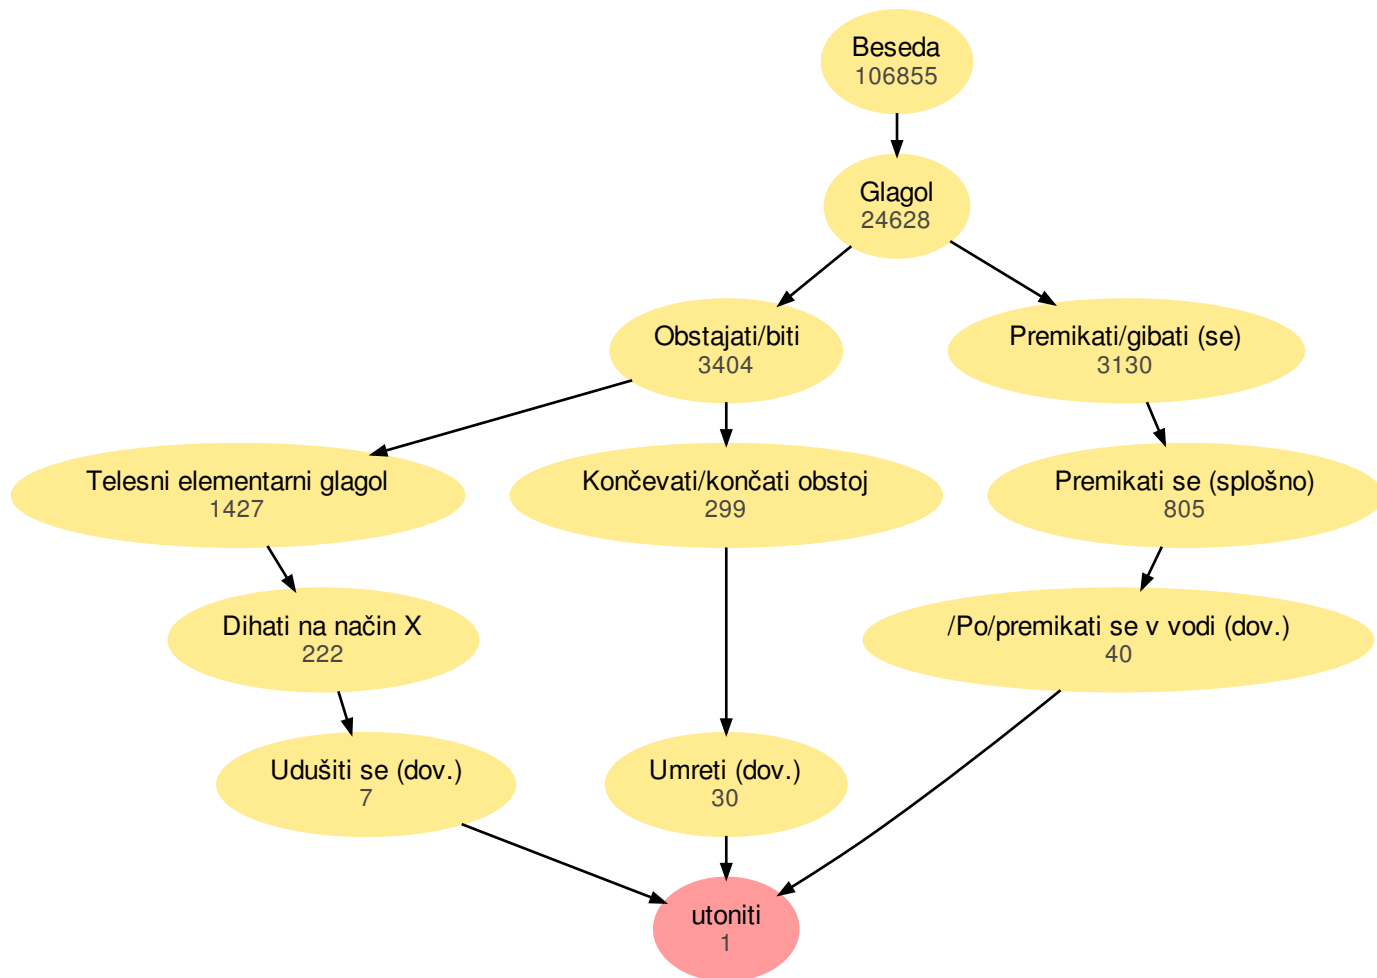 Beseda
106855
Glagol
24628
Obstajati/biti
3404
Premikati/gibati (se)
3130
Telesni elementarni glagol
1427
Končevati/končati obstoj
299
Premikati se (splošno)
805
Dihati na način X
222
/Po/premikati se v vodi (dov.)
40
Udušiti se (dov.)
7
Umreti (dov.)
30
utoniti
1